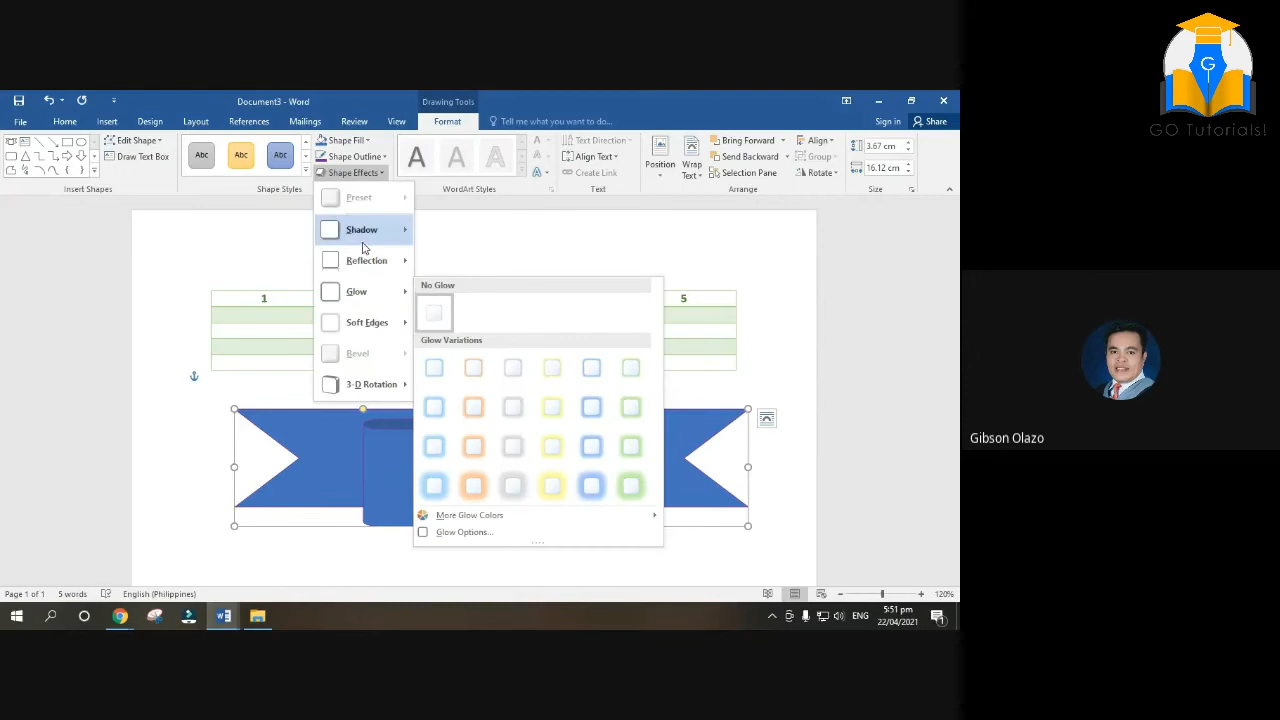 G
GO Tutorials!
Document3 - Word
Drawing Tools
File Home Insert Design Layout References Mailings Review View Format Tell me what you want to do... Sign in Share
Edit Shape
Draw Text Box
Insert Shapes
Abc Abc Abc
Shape Styles
Shape Fill
Shape Outline
Shape Effects
A A A
WordArt Styles
A
A
A
Text Direction
Align Text
Create Link
Text
Position
Wrap
Text
Bring Forward
Send Backward
Selection Pane
Align
Group
Rotate
Arrange
3.67 cm
16.12 cm
Size
Preset
Shadow
Reflection
Glow
Soft Edges
Bevel
3-D Rotation
No Glow
Glow Variations
More Glow Colors
Glow Options...
1 5
Gibson Olazo
Page 1 of 1 5 words English (Philippines)
120%
ENG
5:51 pm
22/04/2021
1